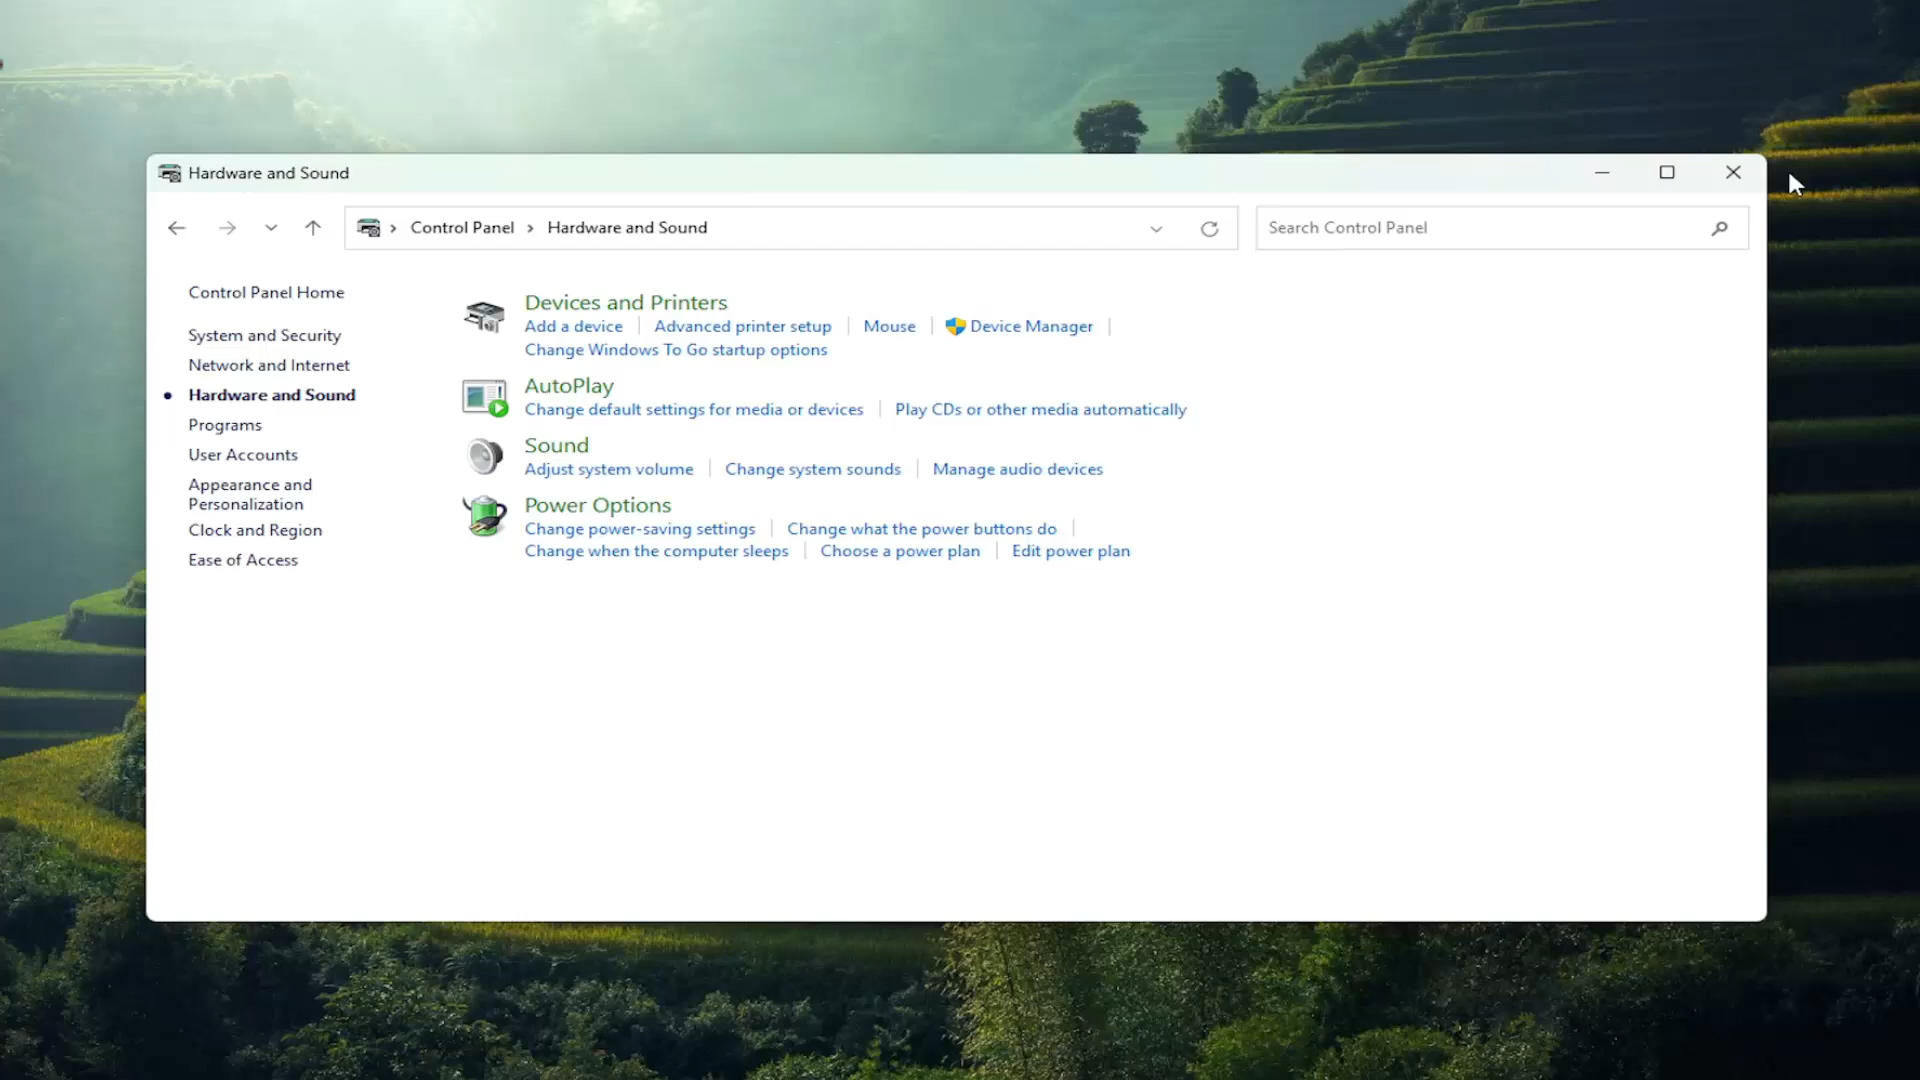 Hardware and Sound
Control Panel
Hardware and Sound
Search Control Panel
Control Panel Home
System and Security
Network and Internet
Hardware and Sound
Programs
User Accounts
Appearance and
Personalization
Clock and Region
Ease of Access
Devices and Printers
Add a device
Advanced printer setup
Mouse
Device Manager
Change Windows To Go startup options
AutoPlay
Change default settings for media or devices
Play CDs or other media automatically
Sound
Adjust system volume
Change system sounds
Manage audio devices
Power Options
Change power-saving settings
Change what the power buttons do
Change when the computer sleeps
Choose a power plan
Edit power plan